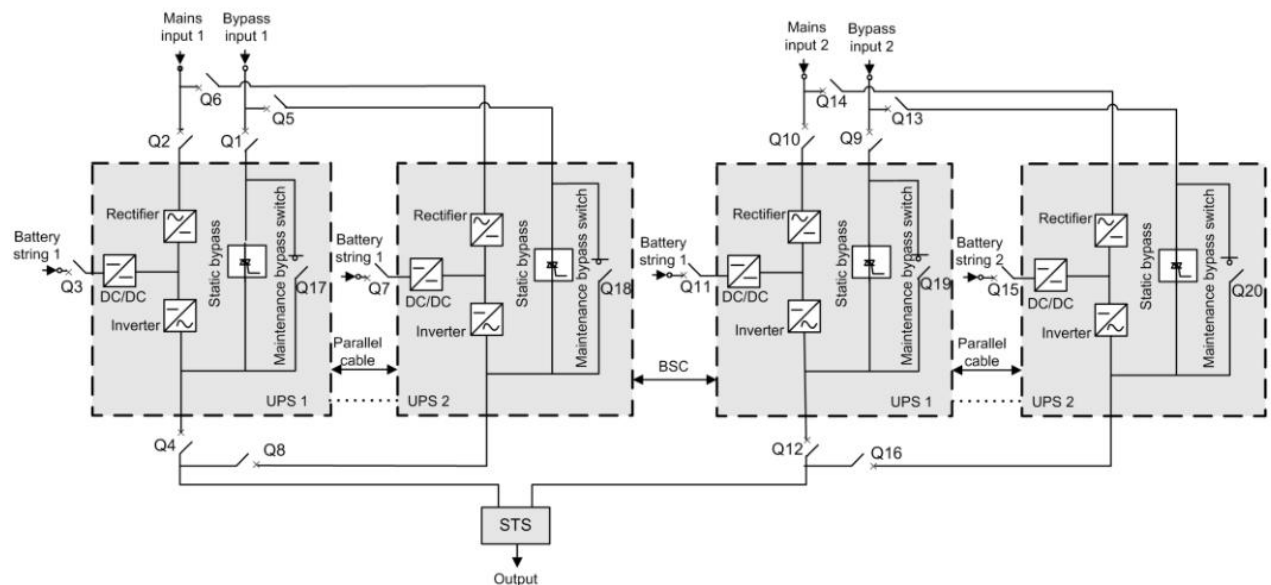 Mains
input 1
Bypass
input 1
Mains
input 2
Bypass
input 2
Q6
Q5
Q14
Q13
Q2
Q1
Q10
Q9
Rectifier
Static bypass
Maintenance bypass switch
Rectifier
Static bypass
Maintenance bypass switch
Rectifier
Static bypass
Maintenance bypass switch
Rectifier
Static bypass
Maintenance bypass switch
Battery
string 1
Q3
DC/DC
Q17
Battery
string 1
Q7
DC/DC
Q18
Battery
string 1
Q11
DC/DC
Q19
Battery
string 2
Q15
DC/DC
Q20
Inverter
Inverter
Inverter
Inverter
Parallel
cable
BSC
Parallel
cable
UPS 1
UPS 2
UPS 1
UPS 2
Q4
Q8
Q12
Q16
STS
Output